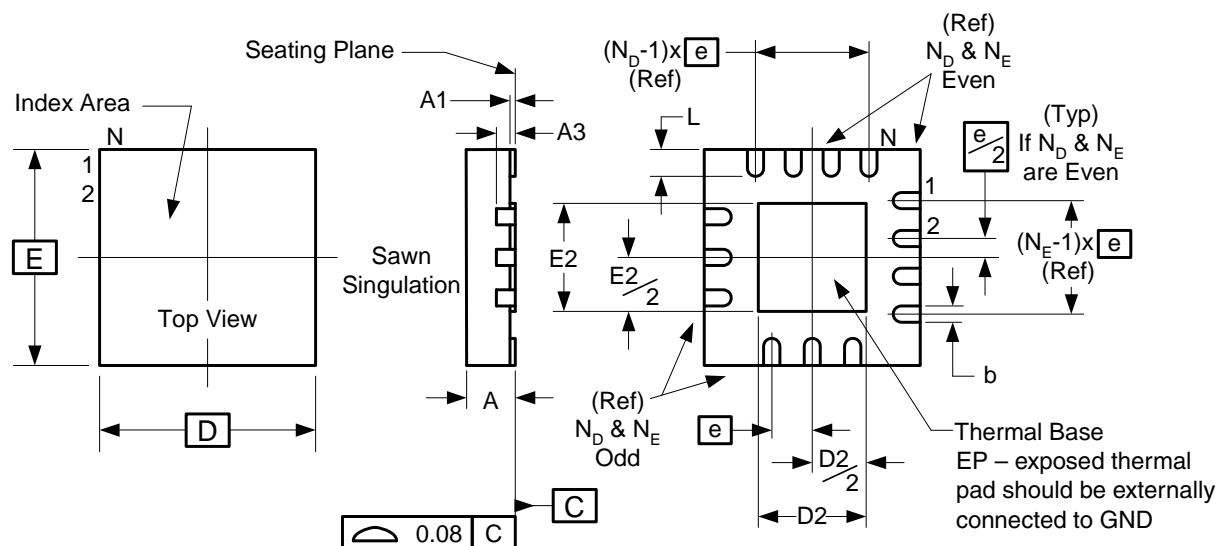 Seating Plane
Index Area
N
1
2
E
Top View
D
A1
A3
Sawn
Singulation
A
C
0.08 C
(N_D-1)x e
(Ref)
(Ref)
N_D & N_E
Even
L
N
e/2
(Typ)
If N_D & N_E
are Even
1
2
(N_E-1)x e
(Ref)
E2
E2/2
b
(Ref)
N_D & N_E
Odd
e
D2/2
D2
Thermal Base
EP – exposed thermal
pad should be externally
connected to GND